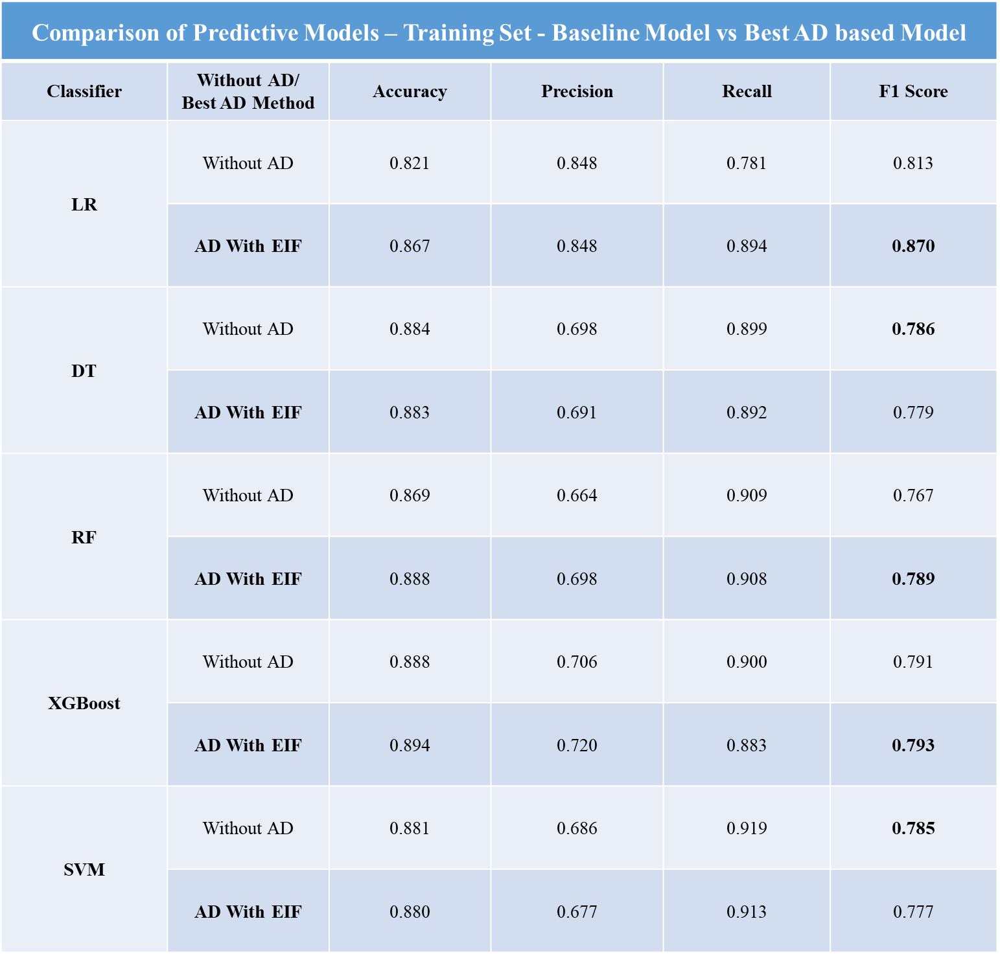 Comparison of Predictive Models – Training Set - Baseline Model vs Best AD based Model
Classifier
Without AD/
Best AD Method
Accuracy
Precision
Recall
F1 Score
LR
Without AD
0.821
0.848
0.781
0.813
AD With EIF
0.867
0.848
0.894
0.870
DT
Without AD
0.884
0.698
0.899
0.786
AD With EIF
0.883
0.691
0.892
0.779
RF
Without AD
0.869
0.664
0.909
0.767
AD With EIF
0.888
0.698
0.908
0.789
XGBoost
Without AD
0.888
0.706
0.900
0.791
AD With EIF
0.894
0.720
0.883
0.793
SVM
Without AD
0.881
0.686
0.919
0.785
AD With EIF
0.880
0.677
0.913
0.777